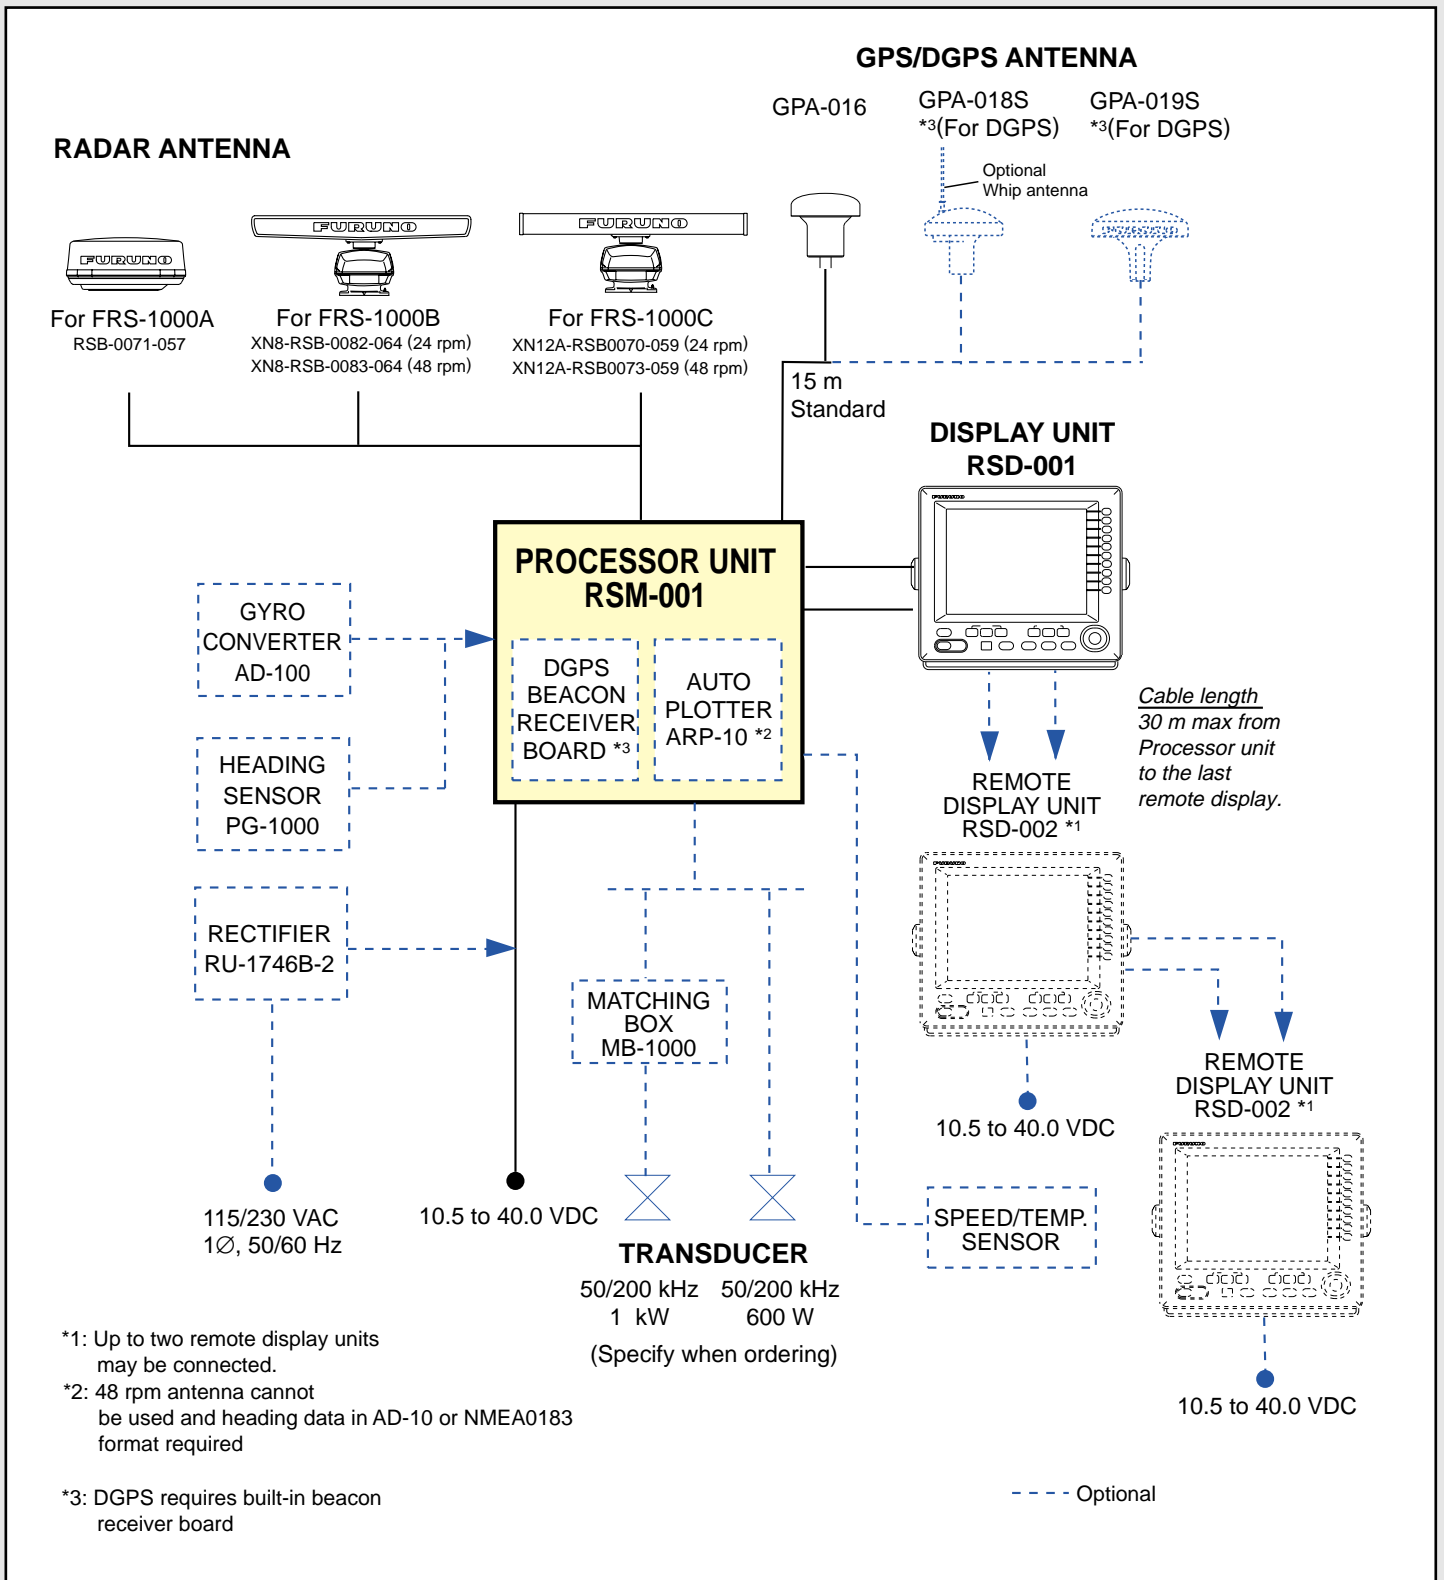 GPS/DGPS ANTENNA
GPA-016
GPA-018S
*3(For DGPS)
GPA-019S
*3(For DGPS)
Optional
Whip antenna
RADAR ANTENNA
FURUNO
FURUNO
FURUNO
For FRS-1000A
RSB-0071-057
For FRS-1000B
XN8-RSB-0082-064 (24 rpm)
XN8-RSB-0083-064 (48 rpm)
For FRS-1000C
XN12A-RSB0070-059 (24 rpm)
XN12A-RSB0073-059 (48 rpm)
15 m
Standard
DISPLAY UNIT
RSD-001
FURUNO
PROCESSOR UNIT
RSM-001
DGPS
BEACON
RECEIVER
BOARD *3
AUTO
PLOTTER
ARP-10 *2
GYRO
CONVERTER
AD-100
HEADING
SENSOR
PG-1000
RECTIFIER
RU-1746B-2
Cable length
30 m max from
Processor unit
to the last
remote display.
REMOTE
DISPLAY UNIT
RSD-002 *1
FURUNO
MATCHING
BOX
MB-1000
REMOTE
DISPLAY UNIT
RSD-002 *1
FURUNO
10.5 to 40.0 VDC
115/230 VAC
1∅, 50/60 Hz
10.5 to 40.0 VDC
SPEED/TEMP.
SENSOR
TRANSDUCER
50/200 kHz
1 kW
50/200 kHz
600 W
(Specify when ordering)
10.5 to 40.0 VDC
*1: Up to two remote display units
may be connected.
*2: 48 rpm antenna cannot
be used and heading data in AD-10 or NMEA0183
format required
*3: DGPS requires built-in beacon
receiver board
Optional